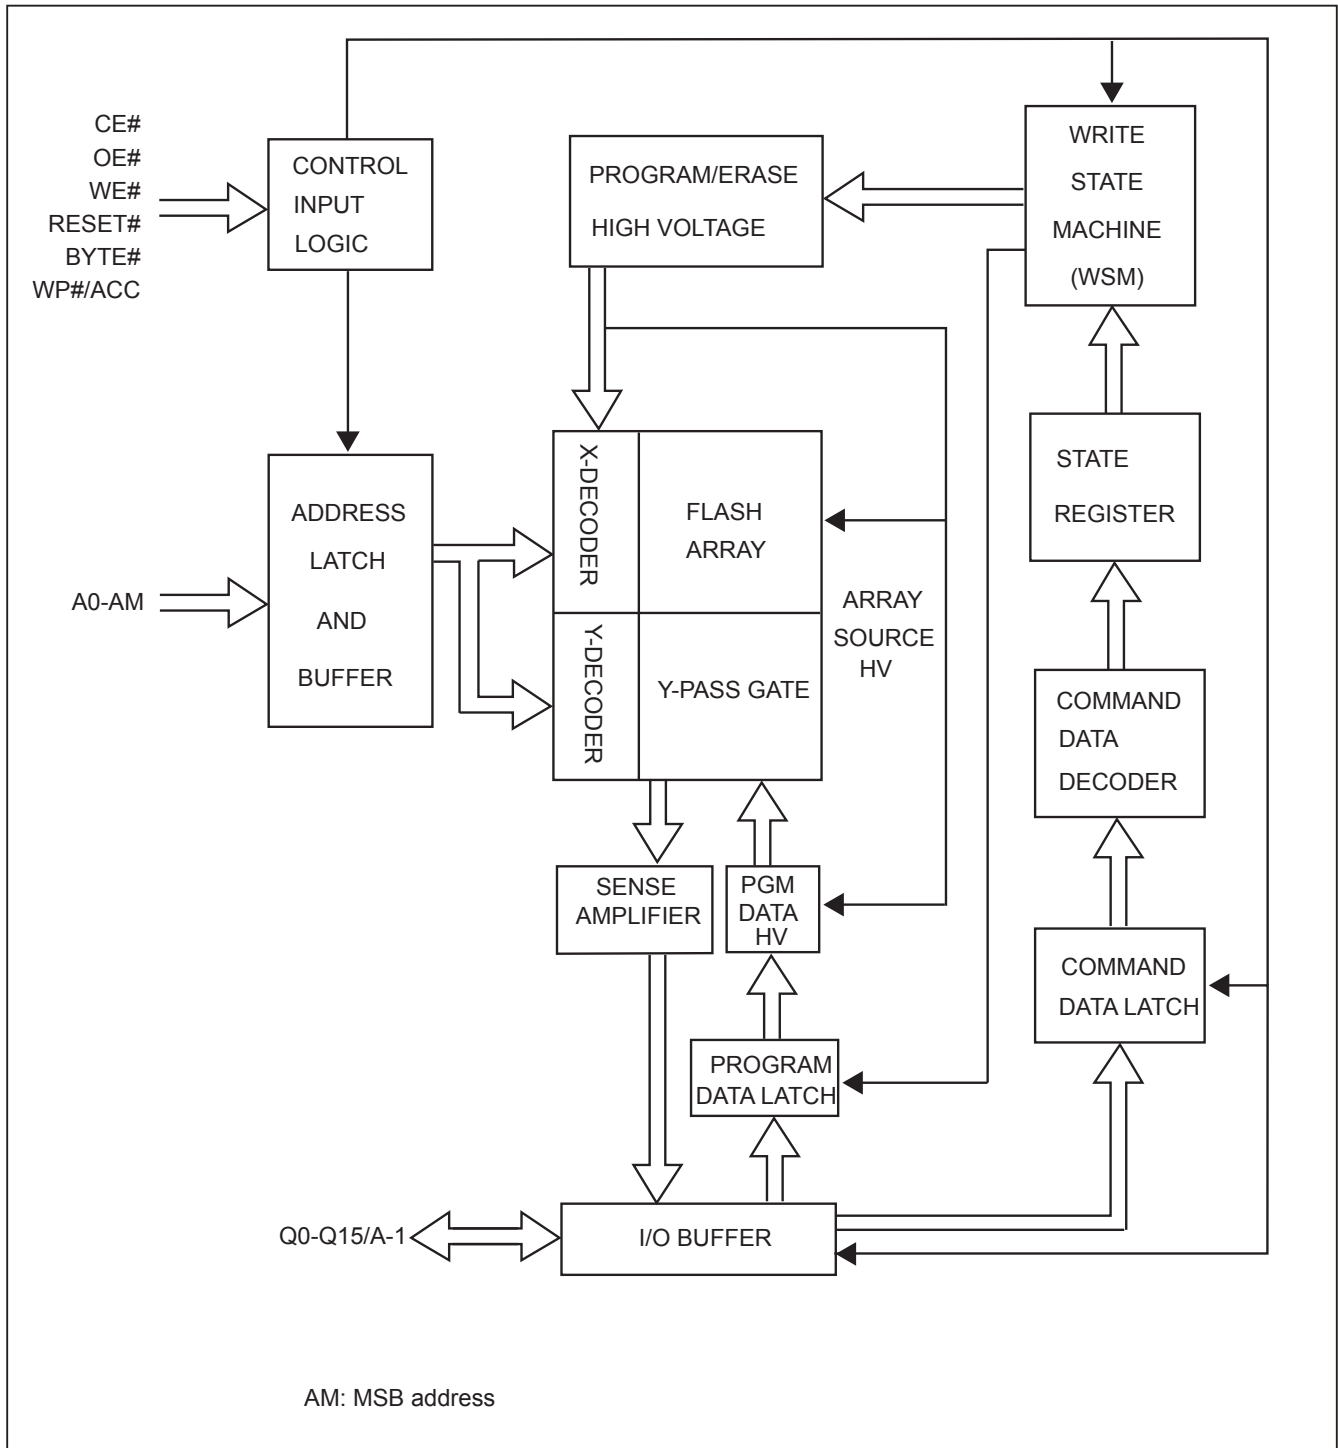 CE#
OE#
WE#
RESET#
BYTE#
WP#/ACC
CONTROL
INPUT
LOGIC
PROGRAM/ERASE
HIGH VOLTAGE
WRITE
STATE
MACHINE
(WSM)
A0-AM
ADDRESS
LATCH
AND
BUFFER
X-DECODER
FLASH
ARRAY
Y-DECODER
Y-PASS GATE
ARRAY
SOURCE
HV
STATE
REGISTER
COMMAND
DATA
DECODER
SENSE
AMPLIFIER
PGM
DATA
HV
COMMAND
DATA LATCH
PROGRAM
DATA LATCH
Q0-Q15/A-1
I/O BUFFER
AM: MSB address